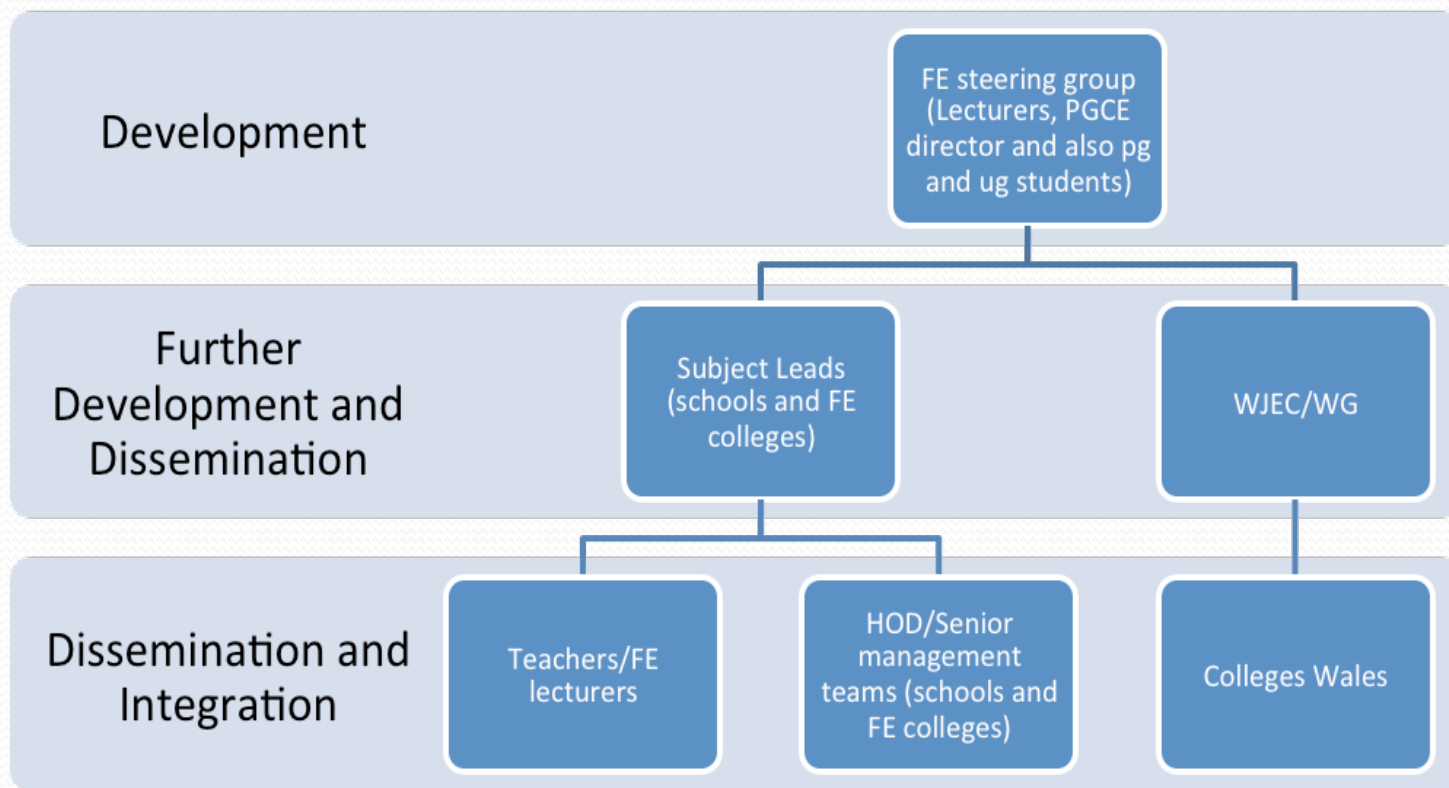 Development
FE steering group
(Lecturers, PGCE
director and also pg
and ug students)
Further
Development and
Dissemination
Subject Leads
(schools and FE
colleges)
WJEC/WG
Dissemination and
Integration
Teachers/FE
lecturers
HOD/Senior
management
teams (schools and
FE colleges)
Colleges Wales